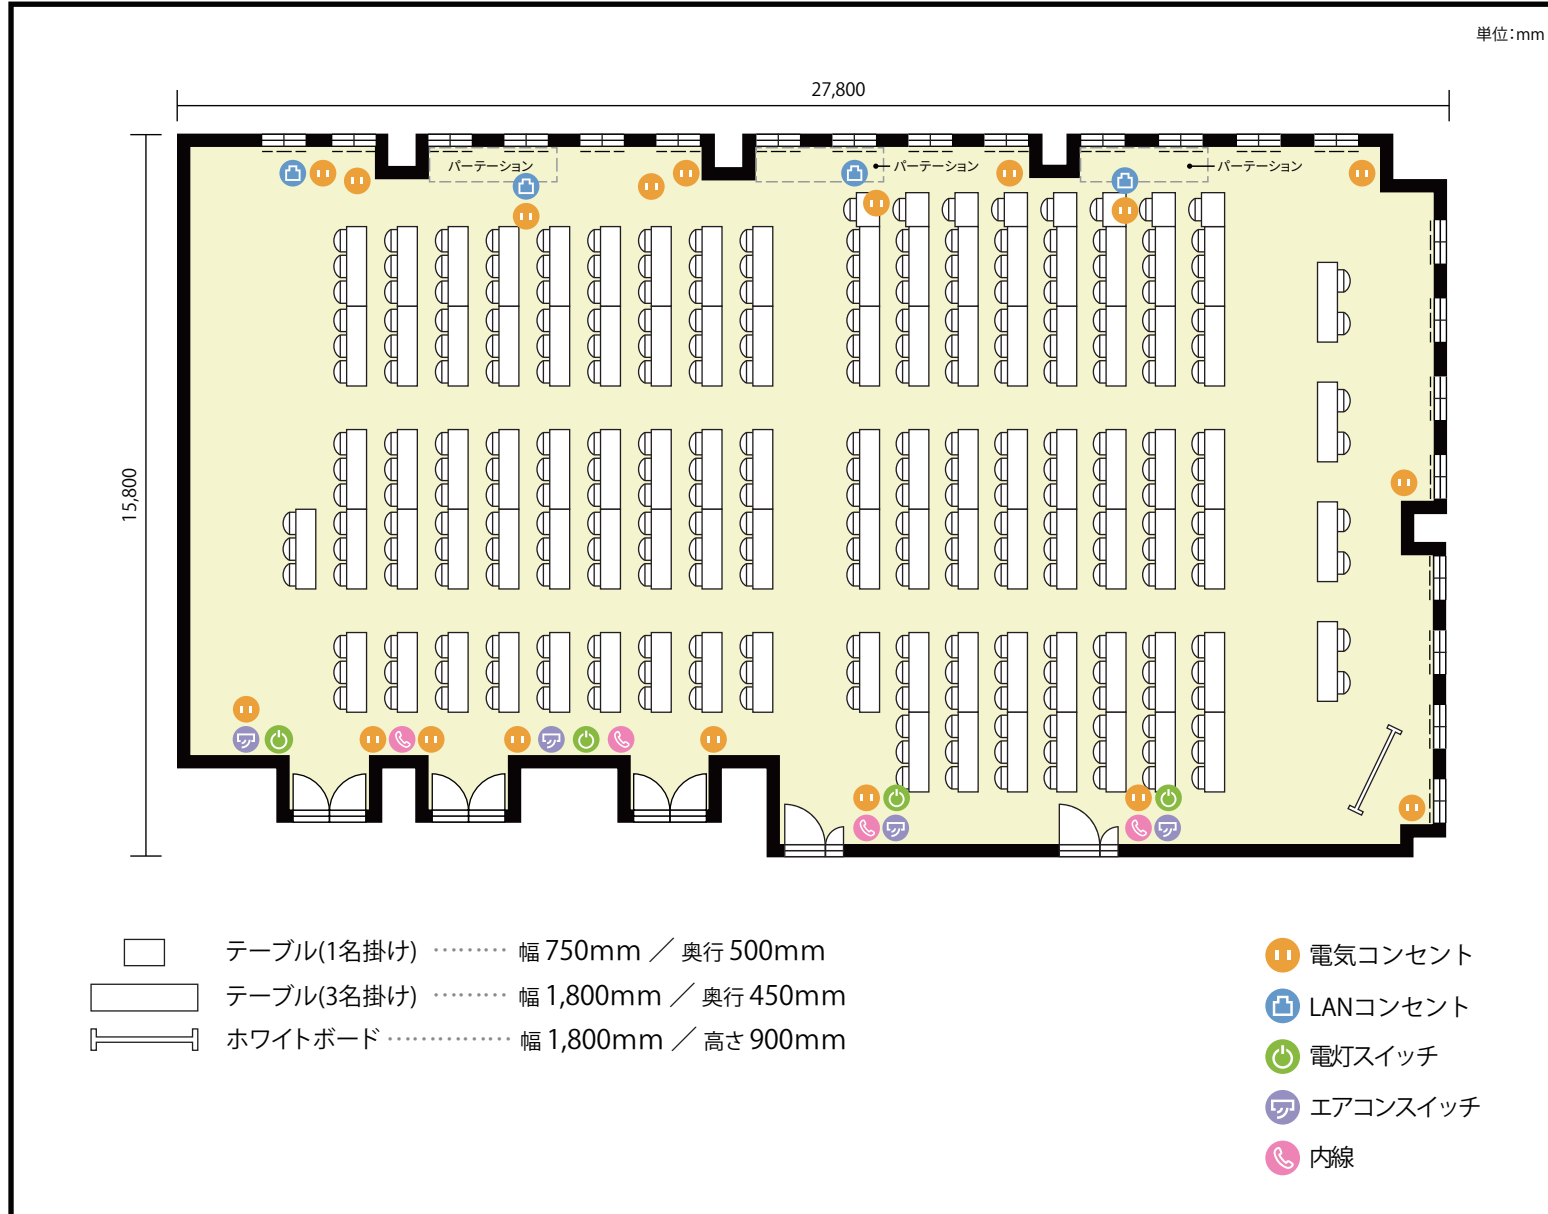 単位:mm
27,800
パーテーション
パーテーション
パーテーション
15,800
テーブル(1名掛け) ‥‥‥‥ 幅 750mm ／ 奥行 500mm
テーブル(3名掛け) ‥‥‥‥ 幅 1,800mm ／ 奥行 450mm
ホワイトボード ‥‥‥‥‥‥ 幅 1,800mm ／ 高さ 900mm
電気コンセント
LANコンセント
電灯スイッチ
エアコンスイッチ
内線